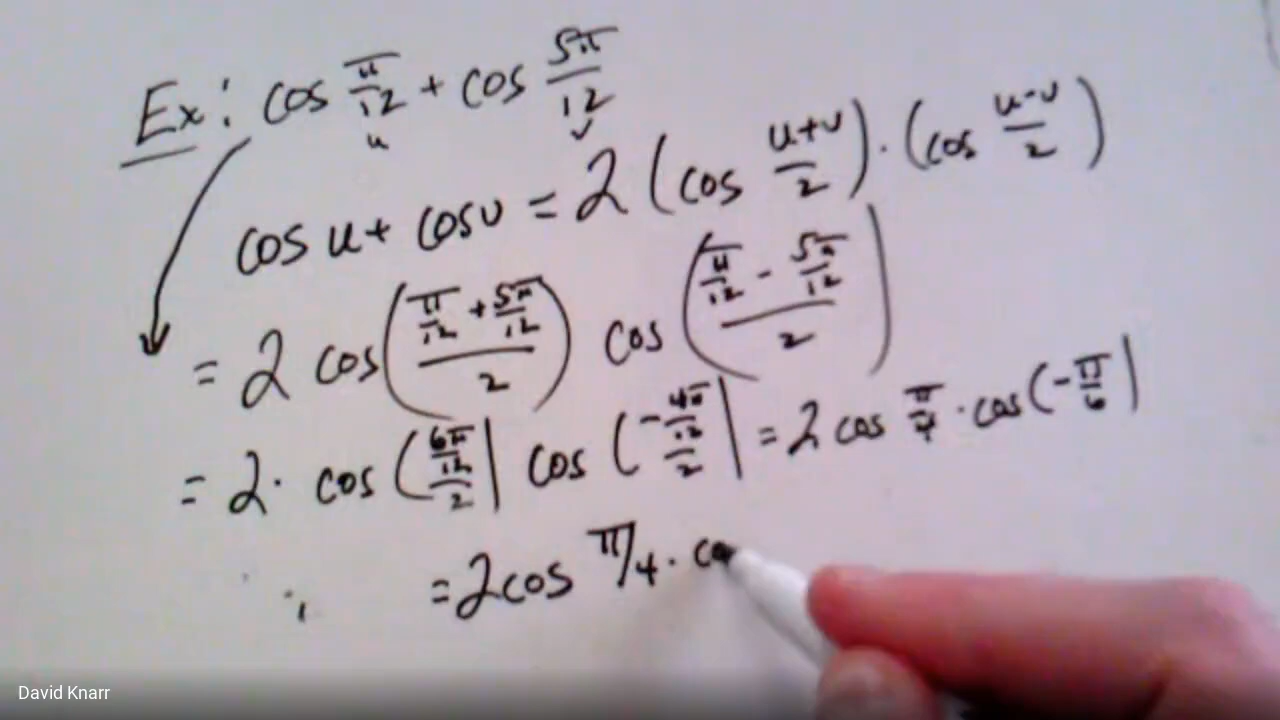 Ex: cos π/12 + cos 5π/12
u v
cos u + cos v = 2 (cos (u+v)/2) · (cos (u-v)/2)
= 2 cos((π/12 + 5π/12)/2) cos((π/12 - 5π/12)/2)
= 2 · cos((6π/12)/2| cos((-4π/12)/2| = 2 cos π/4 · cos(-π/6|
= 2 cos π/4 · co
David Knarr